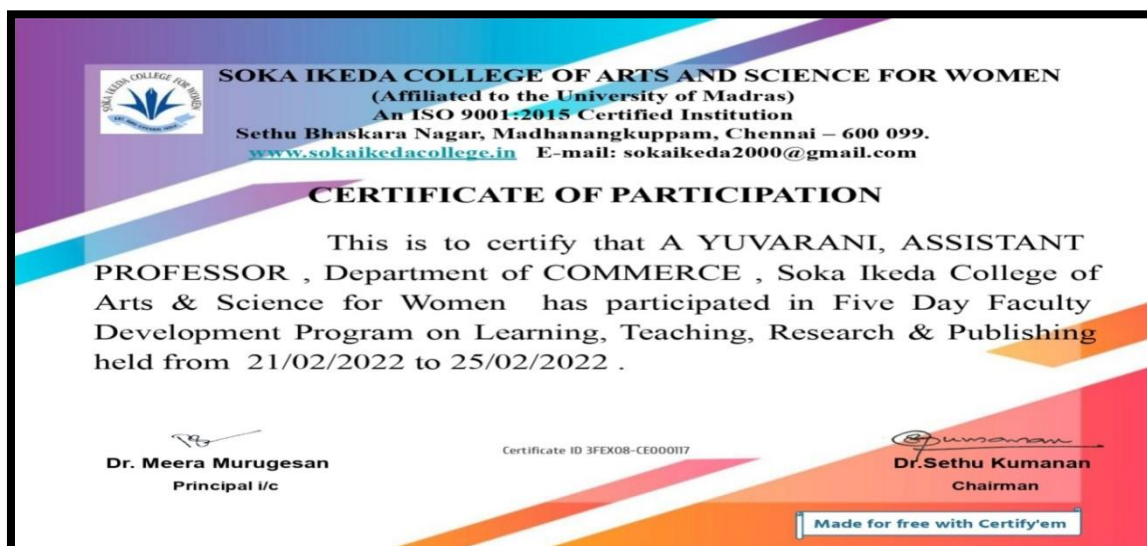 SOKA IKEDA COLLEGE FOR WOMEN
SOKA IKEDA COLLEGE OF ARTS AND SCIENCE FOR WOMEN
(Affiliated to the University of Madras)
An ISO 9001:2015 Certified Institution
Sethu Bhaskara Nagar, Madhanangkuppam, Chennai – 600 099.
www.sokaikedacollege.in E-mail: sokaikeda2000@gmail.com
CERTIFICATE OF PARTICIPATION
This is to certify that A YUVARANI, ASSISTANT
PROFESSOR , Department of COMMERCE , Soka Ikeda College of
Arts & Science for Women has participated in Five Day Faculty
Development Program on Learning, Teaching, Research & Publishing
held from 21/02/2022 to 25/02/2022 .
Dr. Meera Murugesan
Principal i/c
Certificate ID 3FEX08-CE000117
Dr.Sethu Kumanan
Chairman
Made for free with Certify'em